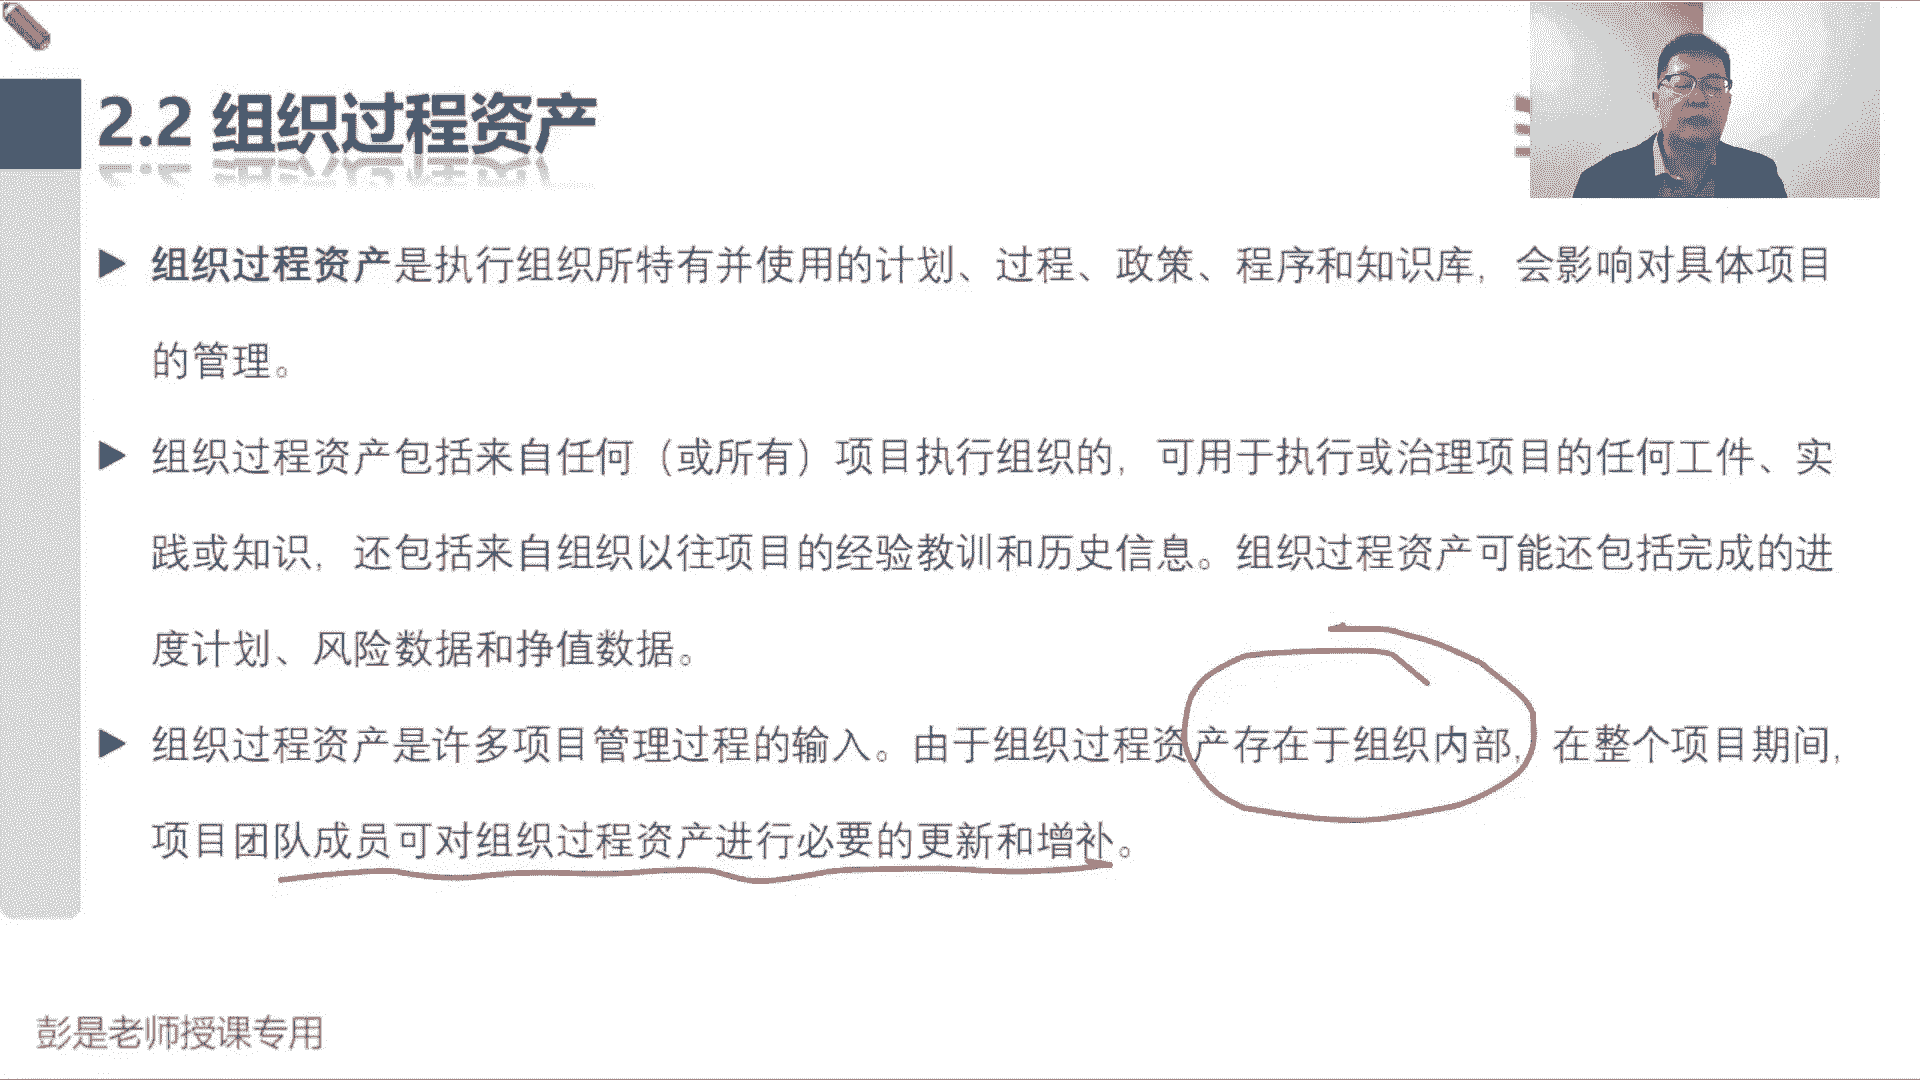 2.2 组织过程资产
组织过程资产是执行组织所特有并使用的计划、过程、政策、程序和知识库，会影响对具体项目
的管理。
组织过程资产包括来自任何（或所有）项目执行组织的，可用于执行或治理项目的任何工件、实
践或知识，还包括来自组织以往项目的经验教训和历史信息。组织过程资产可能还包括完成的进
度计划、风险数据和挣值数据。
组织过程资产是许多项目管理过程的输入。由于组织过程资产存在于组织内部，在整个项目期间，
项目团队成员可对组织过程资产进行必要的更新和增补。
彭是老师授课专用